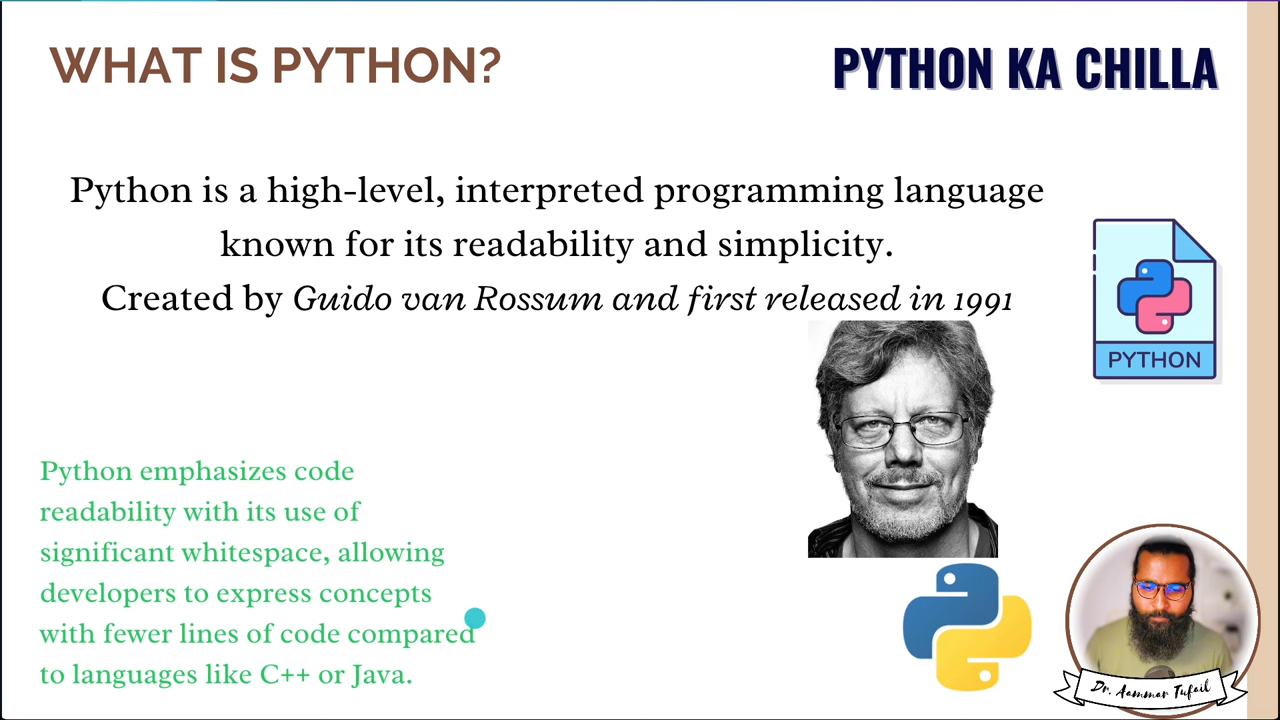 WHAT IS PYTHON?
PYTHON KA CHILLA
Python is a high-level, interpreted programming language
known for its readability and simplicity.
Created by Guido van Rossum and first released in 1991
PYTHON
Python emphasizes code
readability with its use of
significant whitespace, allowing
developers to express concepts
with fewer lines of code compared
to languages like C++ or Java.
Dr. Aammar Tufail